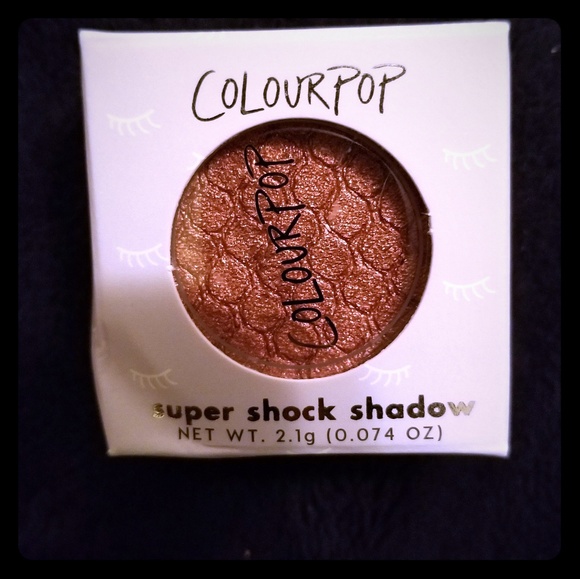 COLOURPOP
COLOURPOP
super shock shadow
NET WT. 2.1g (0.074 OZ)